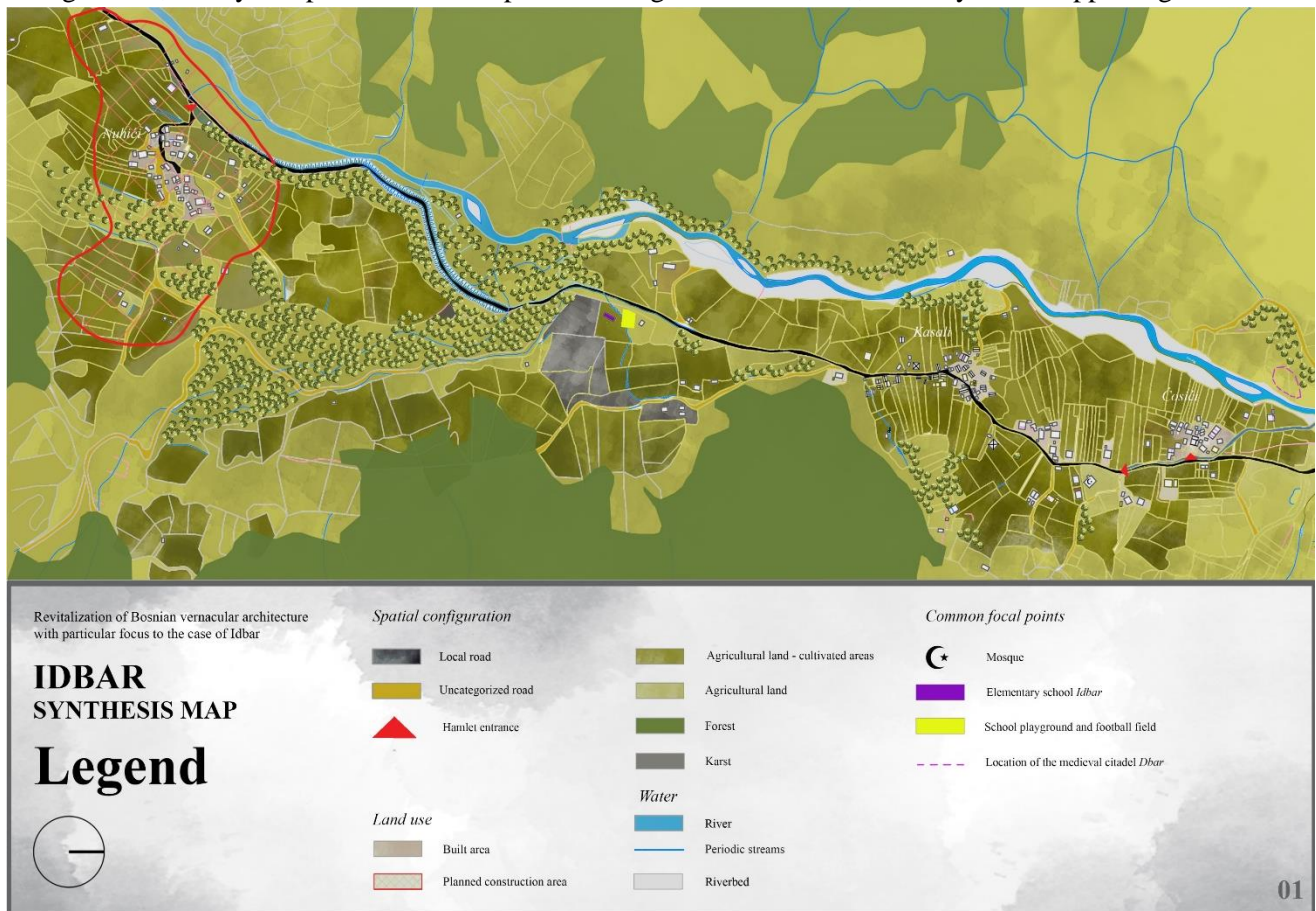 Nuhići
Kasali
Ćosići
Revitalization of Bosnian vernacular architecture
with particular focus to the case of Idbar
IDBAR
SYNTHESIS MAP
Legend
Spatial configuration
Local road
Uncategorized road
Hamlet entrance
Land use
Built area
Planned construction area
Agricultural land - cultivated areas
Agricultural land
Forest
Karst
Water
River
Periodic streams
Riverbed
Common focal points
Mosque
Elementary school Idbar
School playground and football field
Location of the medieval citadel Dbar
01